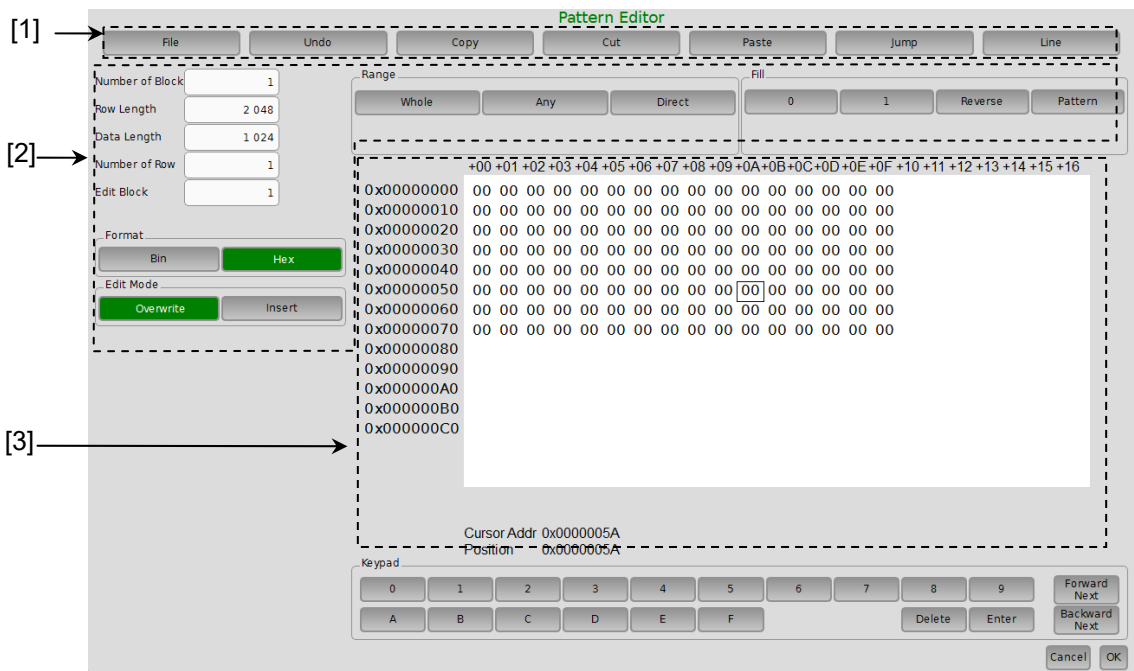 Pattern Editor
[1]
File Undo Copy Cut Paste Jump Line
[2]
Number of Block 1
Row Length 2 048
Data Length 1 024
Number of Row 1
Edit Block 1
Format
Bin Hex
Edit Mode
Overwrite Insert
Range
Whole Any Direct
Fill
0 1 Reverse Pattern
[3]
+00 +01 +02 +03 +04 +05 +06 +07 +08 +09 +0A +0B +0C +0D +0E +0F +10 +11 +12 +13 +14 +15 +16
0x00000000 00 00 00 00 00 00 00 00 00 00 00 00 00 00 00 00
0x00000010 00 00 00 00 00 00 00 00 00 00 00 00 00 00 00 00
0x00000020 00 00 00 00 00 00 00 00 00 00 00 00 00 00 00 00
0x00000030 00 00 00 00 00 00 00 00 00 00 00 00 00 00 00 00
0x00000040 00 00 00 00 00 00 00 00 00 00 00 00 00 00 00 00
0x00000050 00 00 00 00 00 00 00 00 00 00 00 00 00 00 00 00
0x00000060 00 00 00 00 00 00 00 00 00 00 00 00 00 00 00 00
0x00000070 00 00 00 00 00 00 00 00 00 00 00 00 00 00 00 00
0x00000080
0x00000090
0x000000A0
0x000000B0
0x000000C0
Cursor Addr 0x0000005A
Position 0x0000005A
Keypad
0 1 2 3 4 5 6 7 8 9 Forward Next
A B C D E F Delete Enter Backward Next
Cancel OK